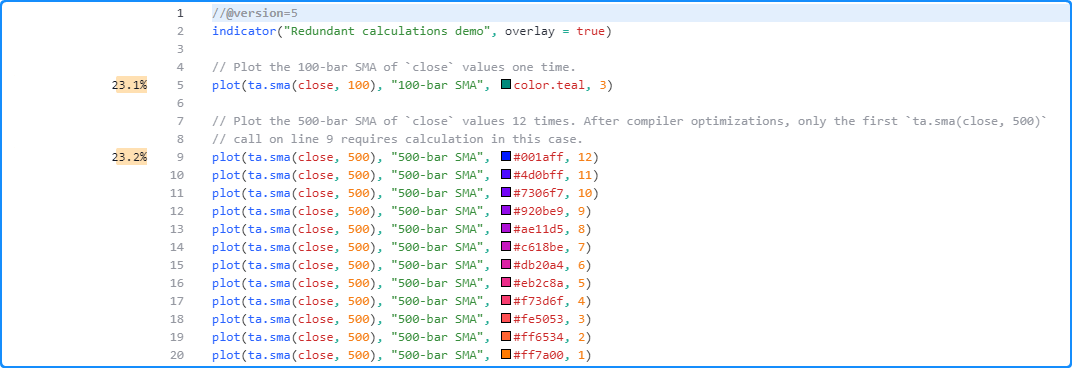 1 //@version=5
2 indicator("Redundant calculations demo", overlay = true)
3
4 // Plot the 100-bar SMA of `close` values one time.
23.1% 5 plot(ta.sma(close, 100), "100-bar SMA", color.teal, 3)
6
7 // Plot the 500-bar SMA of `close` values 12 times. After compiler optimizations, only the first `ta.sma(close, 500)`
8 // call on line 9 requires calculation in this case.
23.2% 9 plot(ta.sma(close, 500), "500-bar SMA", #001aff, 12)
10 plot(ta.sma(close, 500), "500-bar SMA", #4d0bff, 11)
11 plot(ta.sma(close, 500), "500-bar SMA", #7306f7, 10)
12 plot(ta.sma(close, 500), "500-bar SMA", #920be9, 9)
13 plot(ta.sma(close, 500), "500-bar SMA", #ae11d5, 8)
14 plot(ta.sma(close, 500), "500-bar SMA", #c618be, 7)
15 plot(ta.sma(close, 500), "500-bar SMA", #db20a4, 6)
16 plot(ta.sma(close, 500), "500-bar SMA", #eb2c8a, 5)
17 plot(ta.sma(close, 500), "500-bar SMA", #f73d6f, 4)
18 plot(ta.sma(close, 500), "500-bar SMA", #fe5053, 3)
19 plot(ta.sma(close, 500), "500-bar SMA", #ff6534, 2)
20 plot(ta.sma(close, 500), "500-bar SMA", #ff7a00, 1)